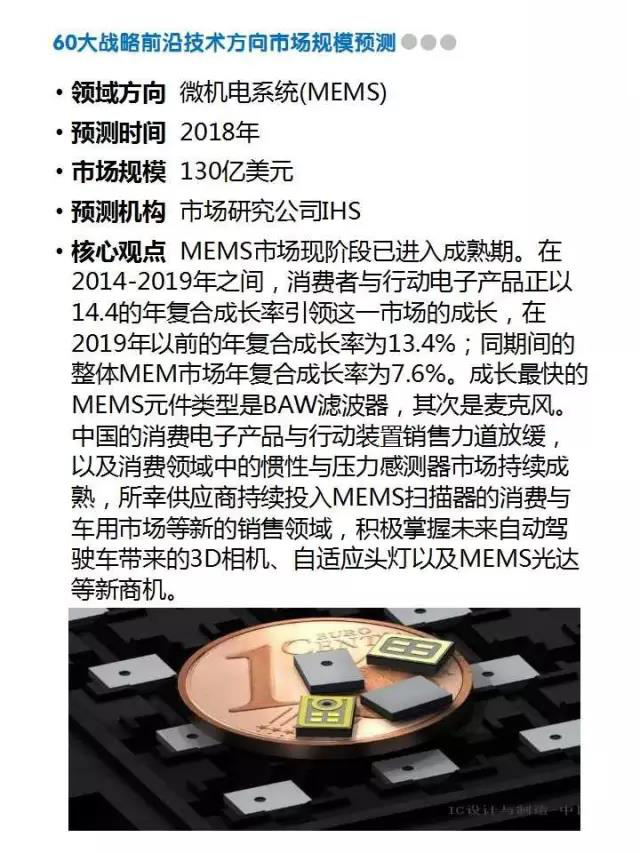 60大战略前沿技术方向市场规模预测
• 领域方向 微机电系统(MEMS)
• 预测时间 2018年
• 市场规模 130亿美元
• 预测机构 市场研究公司IHS
• 核心观点 MEMS市场现阶段已进入成熟期。在
2014-2019年之间，消费者与行动电子产品正以
14.4的年复合成长率引领这一市场的成长，在
2019年以前的年复合成长率为13.4%；同期间的
整体MEM市场年复合成长率为7.6%。成长最快的
MEMS元件类型是BAW滤波器，其次是麦克风。
中国的消费电子产品与行动装置销售力道放缓，
以及消费领域中的惯性与压力感测器市场持续成
熟，所幸供应商持续投入MEMS扫描器的消费与
车用市场等新的销售领域，积极掌握未来自动驾
驶车带来的3D相机、自适应头灯以及MEMS光达
等新商机。
1
EURO
CENT
IC设计与制造-中